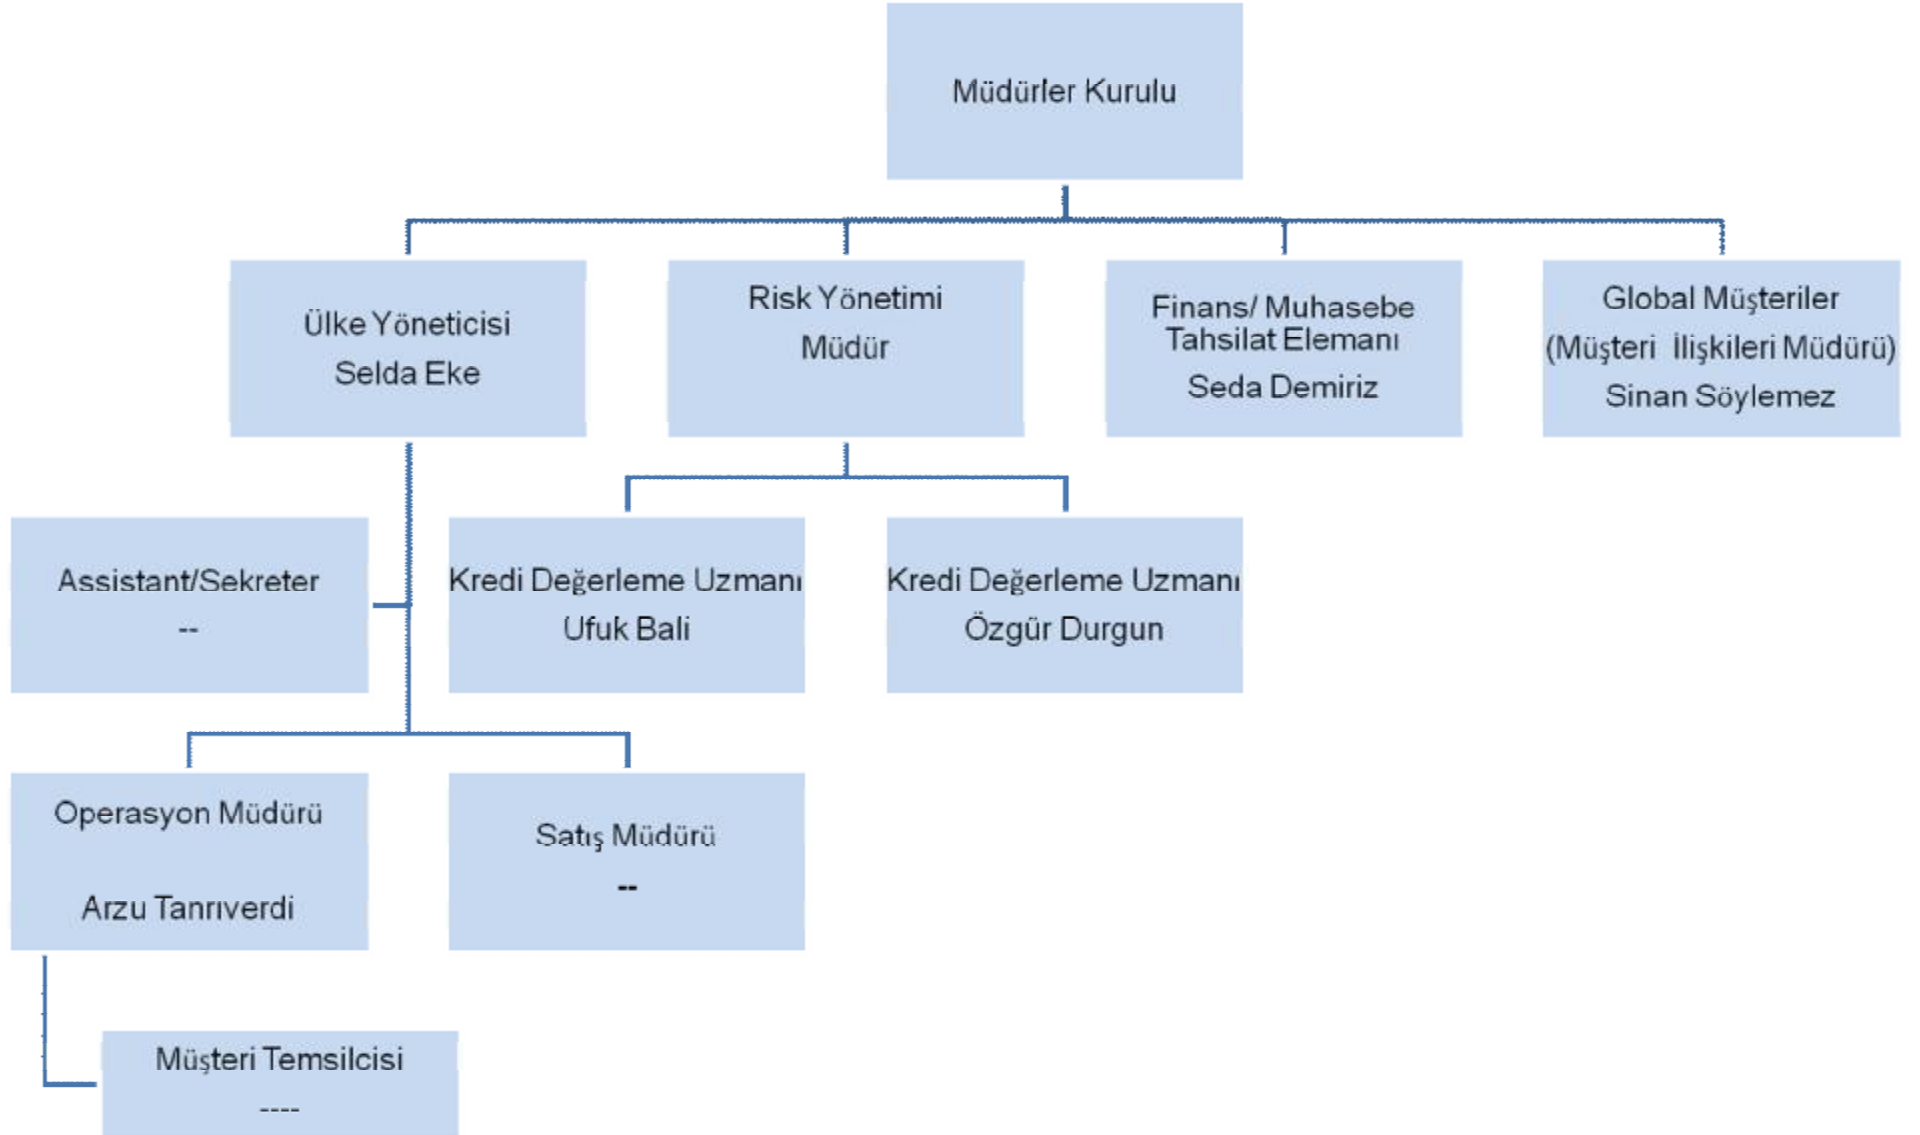 Müdürler Kurulu
Ülke Yöneticisi
Selda Eke
Risk Yönetimi
Müdür
Finans/ Muhasebe
Tahsilat Elemanı
Seda Demiriz
Global Müşteriler
(Müşteri İlişkileri Müdürü)
Sinan Söylemez
Assistant/Sekreter
--
Kredi Değerleme Uzmanı
Ufuk Bali
Kredi Değerleme Uzmanı
Özgür Durgun
Operasyon Müdürü
Arzu Tanrıverdi
Satış Müdürü
--
Müşteri Temsilcisi
----